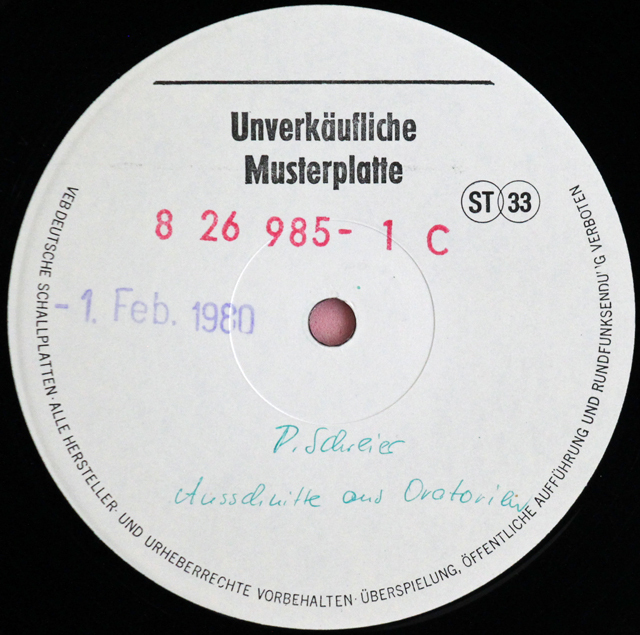 Unverkäufliche
Musterplatte
ST 33
8 26 985- 1 C
-1. Feb. 1980
P. Schreier
Ausschnitte aus Oratorien
VEB DEUTSCHE SCHALLPLATTEN · ALLE HERSTELLER- UND URHEBERRECHTE VORBEHALTEN · ÜBERSPIELUNG, ÖFFENTLICHE AUFFÜHRUNG UND RUNDFUNKSENDU'G VERBOTEN